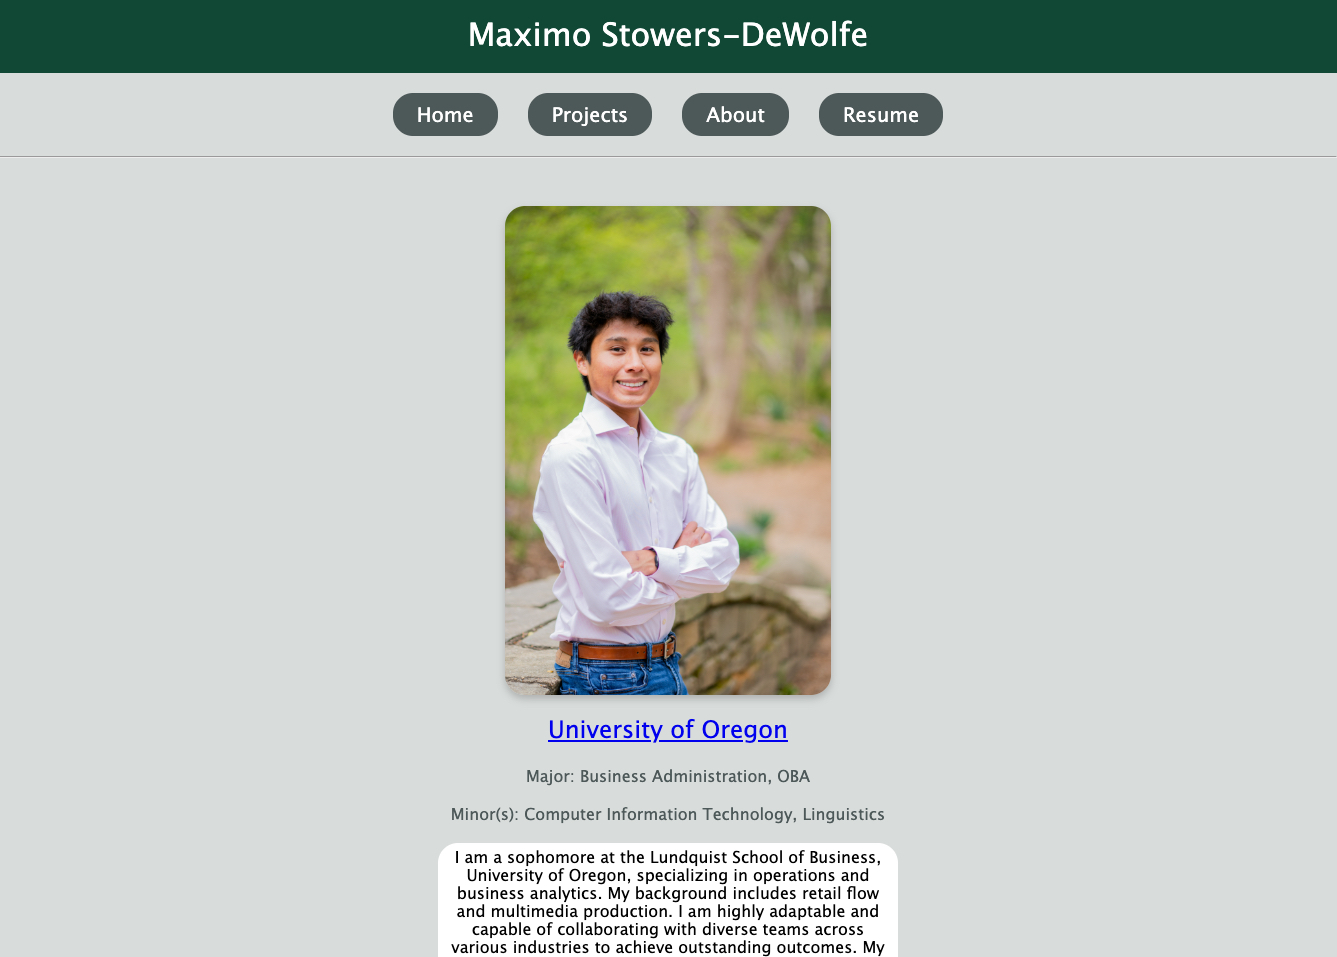 Maximo Stowers-DeWolfe
Home
Projects
About
Resume
University of Oregon
Major: Business Administration, OBA
Minor(s): Computer Information Technology, Linguistics
I am a sophomore at the Lundquist School of Business,
University of Oregon, specializing in operations and
business analytics. My background includes retail flow
and multimedia production. I am highly adaptable and
capable of collaborating with diverse teams across
various industries to achieve outstanding outcomes. My